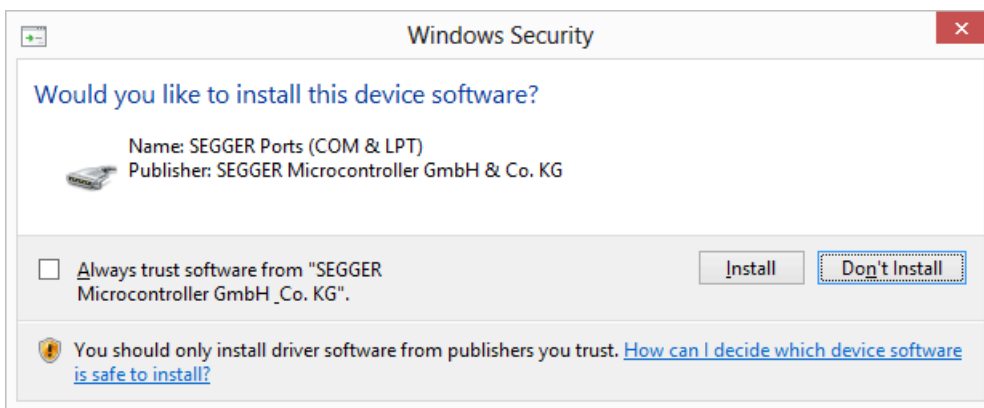 Windows Security
Would you like to install this device software?
Name: SEGGER Ports (COM & LPT)
Publisher: SEGGER Microcontroller GmbH & Co. KG
Always trust software from "SEGGER
Microcontroller GmbH _Co. KG".
Install
Don't Install
You should only install driver software from publishers you trust. How can I decide which device software
is safe to install?